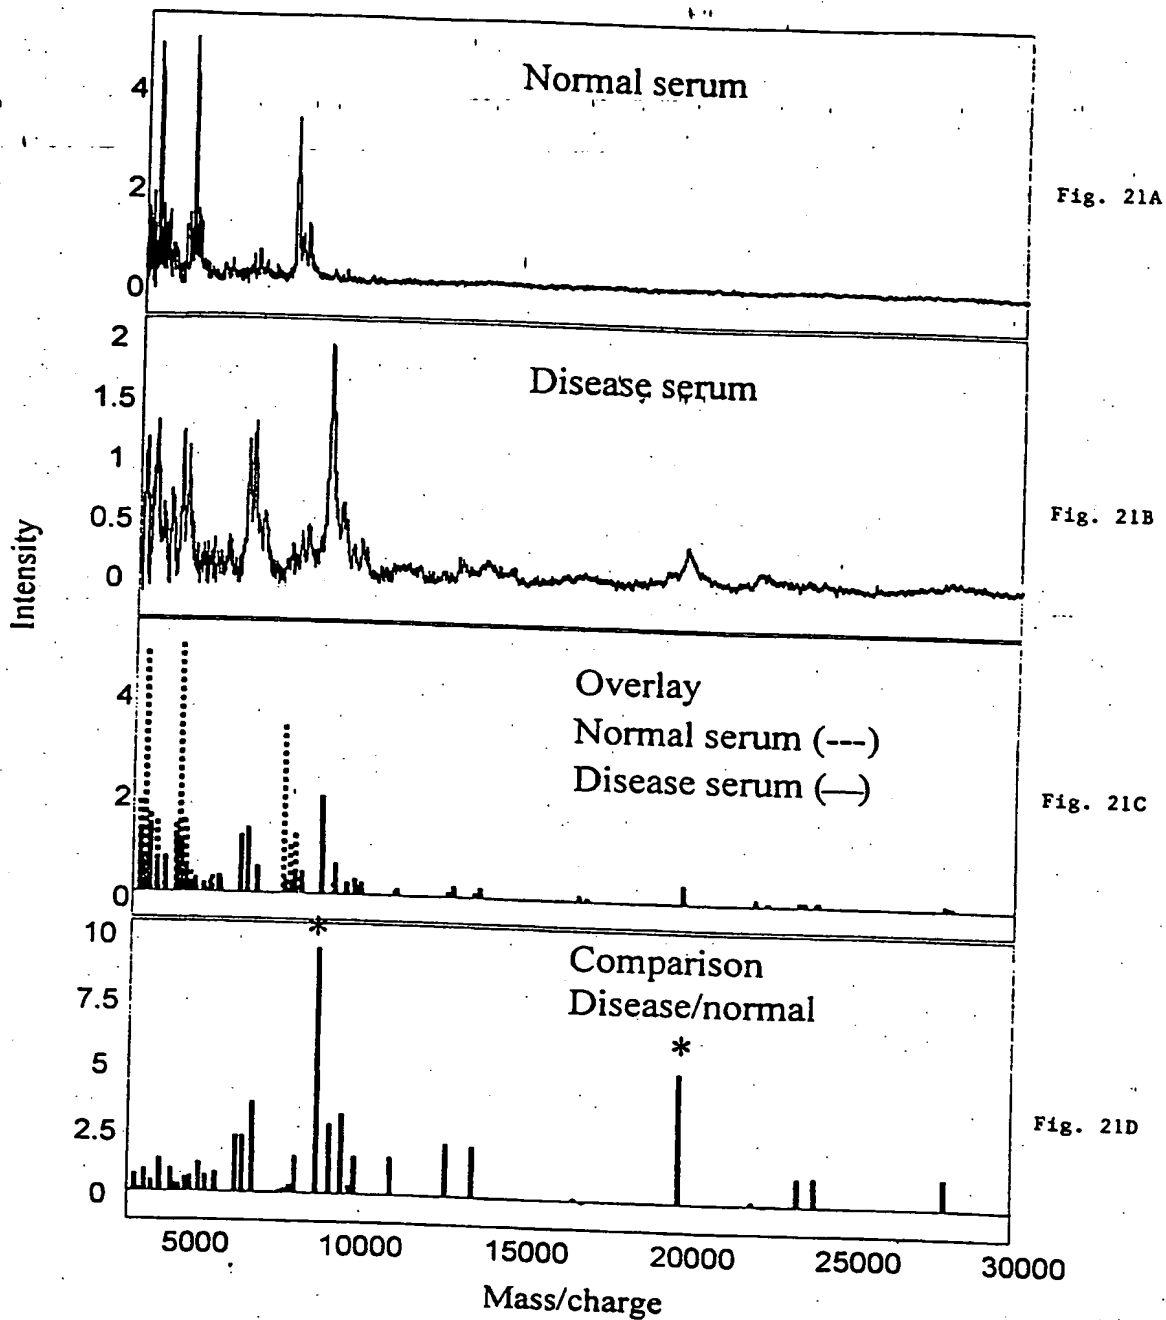 Normal serum
4
2
0
Fig. 21A
Disease serum
2
1.5
1
0.5
0
Fig. 21B
Intensity
Overlay
Normal serum (---)
Disease serum (—)
4
2
0
Fig. 21C
Comparison
Disease/normal
*
*
10
7.5
5
2.5
0
Fig. 21D
5000 10000 15000 20000 25000 30000
Mass/charge